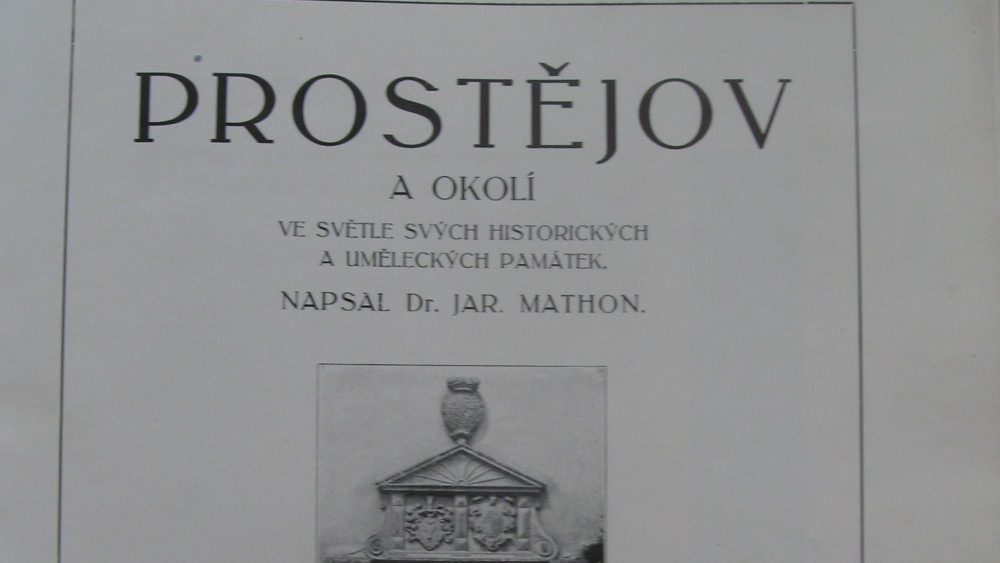 PROSTĚJOV
A OKOLÍ
VE SVĚTLE SVÝCH HISTORICKÝCH
A UMĚLECKÝCH PAMÁTEK.
NAPSAL Dr. JAR. MATHON.